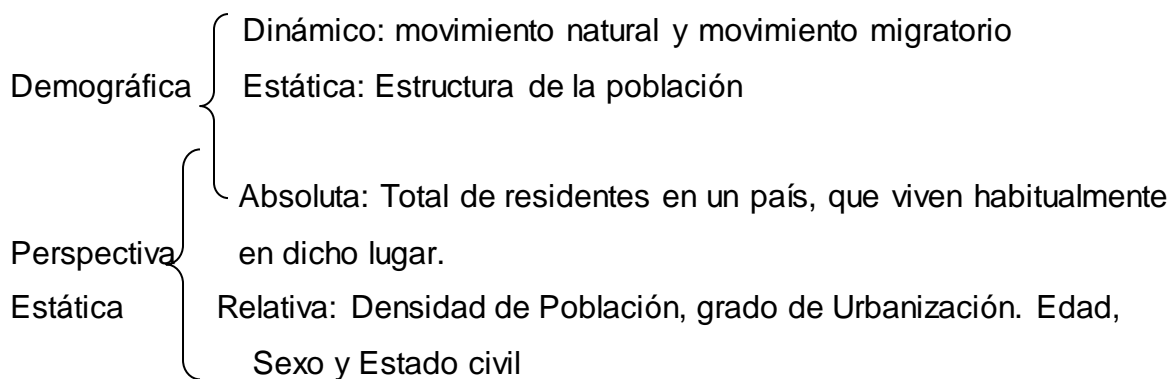 Dinámico: movimiento natural y movimiento migratorio
Demográfica Estática: Estructura de la población
Absoluta: Total de residentes en un país, que viven habitualmente
Perspectiva en dicho lugar.
Estática Relativa: Densidad de Población, grado de Urbanización. Edad,
Sexo y Estado civil